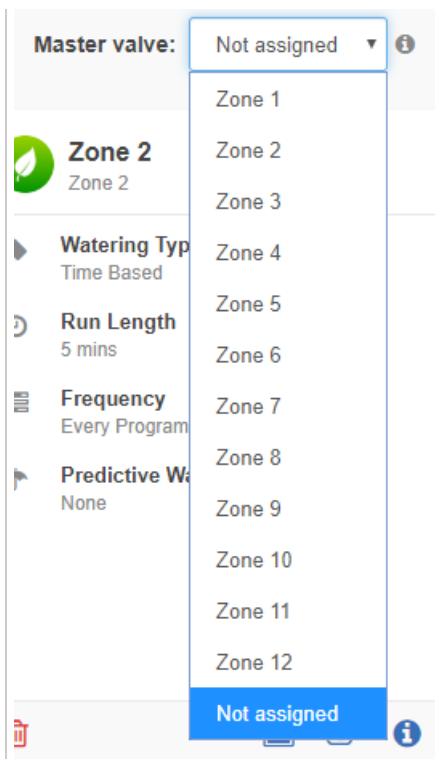 Master valve: Not assigned
Zone 1
Zone 2
Zone 3
Zone 4
Zone 5
Zone 6
Zone 7
Zone 8
Zone 9
Zone 10
Zone 11
Zone 12
Not assigned
Zone 2
Zone 2
Watering Typ
Time Based
Run Length
5 mins
Frequency
Every Program
Predictive Wa
None